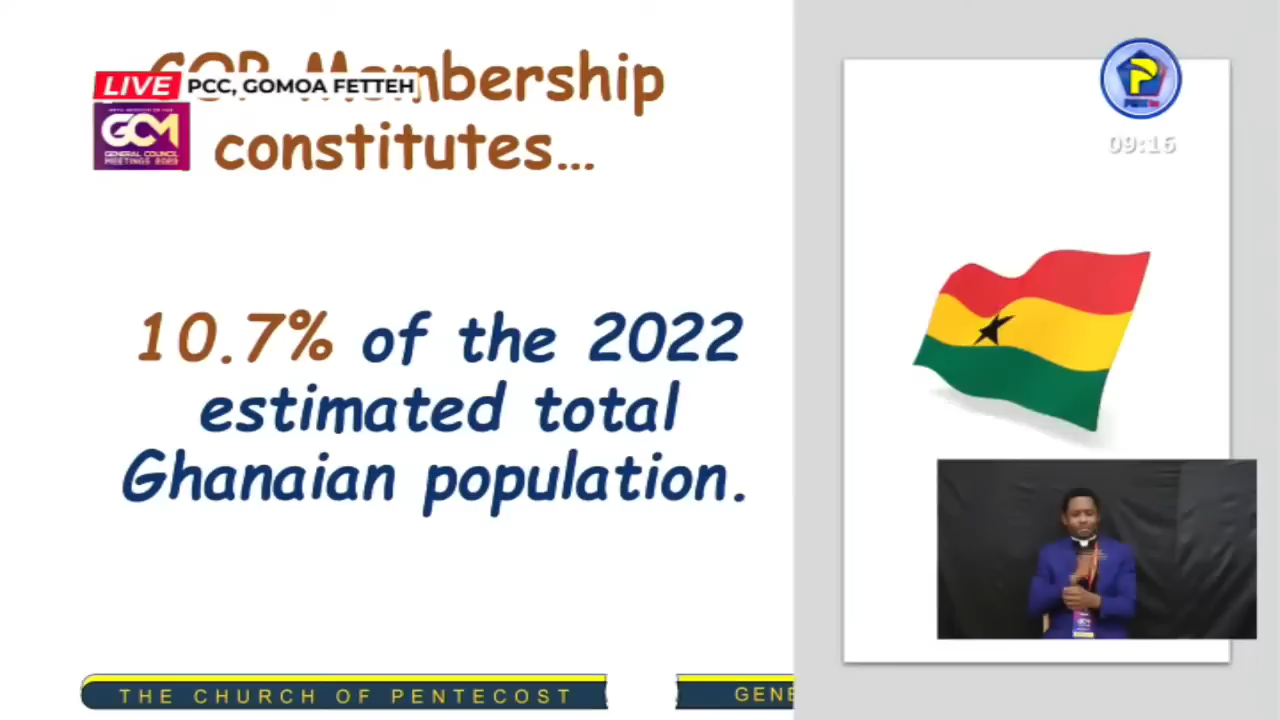 COP Membership
LIVE PCC, GOMOA FETTEH
GCM
GENERAL COUNCIL
MEETINGS 2023
constitutes...
09:16
10.7% of the 2022
estimated total
Ghanaian population.
THE CHURCH OF PENTECOST
GENE